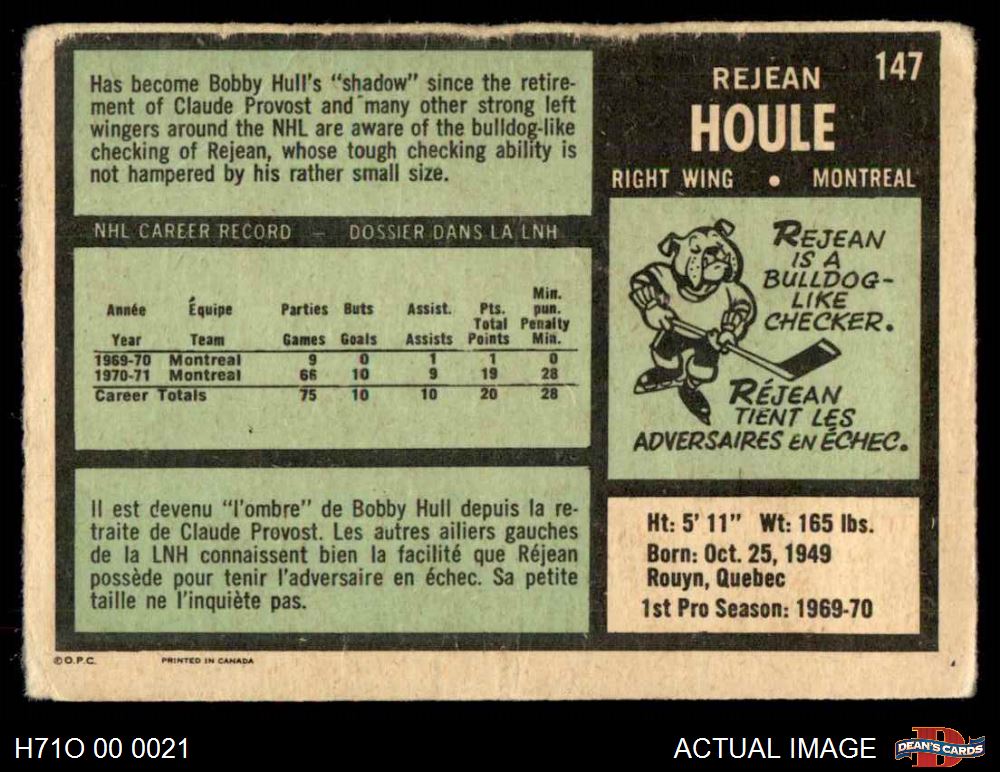 Has become Bobby Hull's "shadow" since the retire-
ment of Claude Provost and many other strong left
wingers around the NHL are aware of the bulldog-like
checking of Rejean, whose tough checking ability is
not hampered by his rather small size.
NHL CAREER RECORD — DOSSIER DANS LA LNH
Année Équipe Parties Buts Assist. Pts. Min. pun.
Year Team Games Goals Assists Total Points Penalty Min.
1969-70 Montreal 9 0 1 1 0
1970-71 Montreal 66 10 9 19 28
Career Totals 75 10 10 20 28
Il est devenu "l'ombre" de Bobby Hull depuis la re-
traite de Claude Provost. Les autres ailiers gauches
de la LNH connaissent bien la facilité que Réjean
possède pour tenir l'adversaire en échec. Sa petite
taille ne l'inquiète pas.
©O.P.C. PRINTED IN CANADA
147
REJEAN
HOULE
RIGHT WING • MONTREAL
REJEAN
IS A
BULLDOG-
LIKE
CHECKER.
RÉJEAN
TIENT LES
ADVERSAIRES EN ÉCHEC.
Ht: 5' 11" Wt: 165 lbs.
Born: Oct. 25, 1949
Rouyn, Quebec
1st Pro Season: 1969-70
H71O 00 0021
ACTUAL IMAGE
D
DEAN'S CARDS